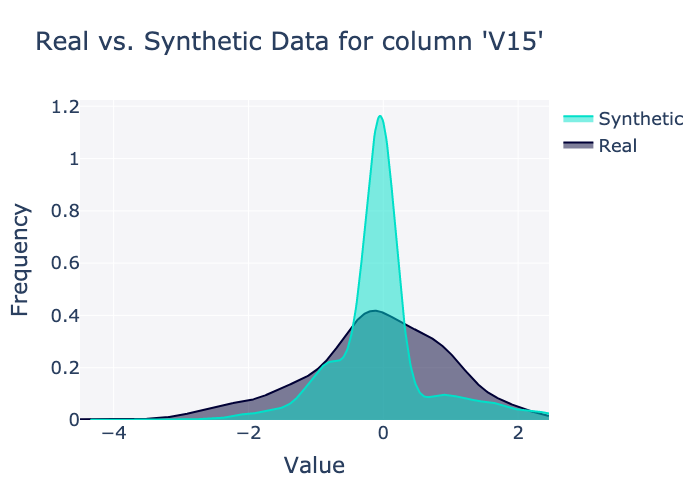 Real vs. Synthetic Data for column 'V15'
Synthetic
Real
Frequency
1.2
1
0.8
0.6
0.4
0.2
0
−4
−2
0
2
Value